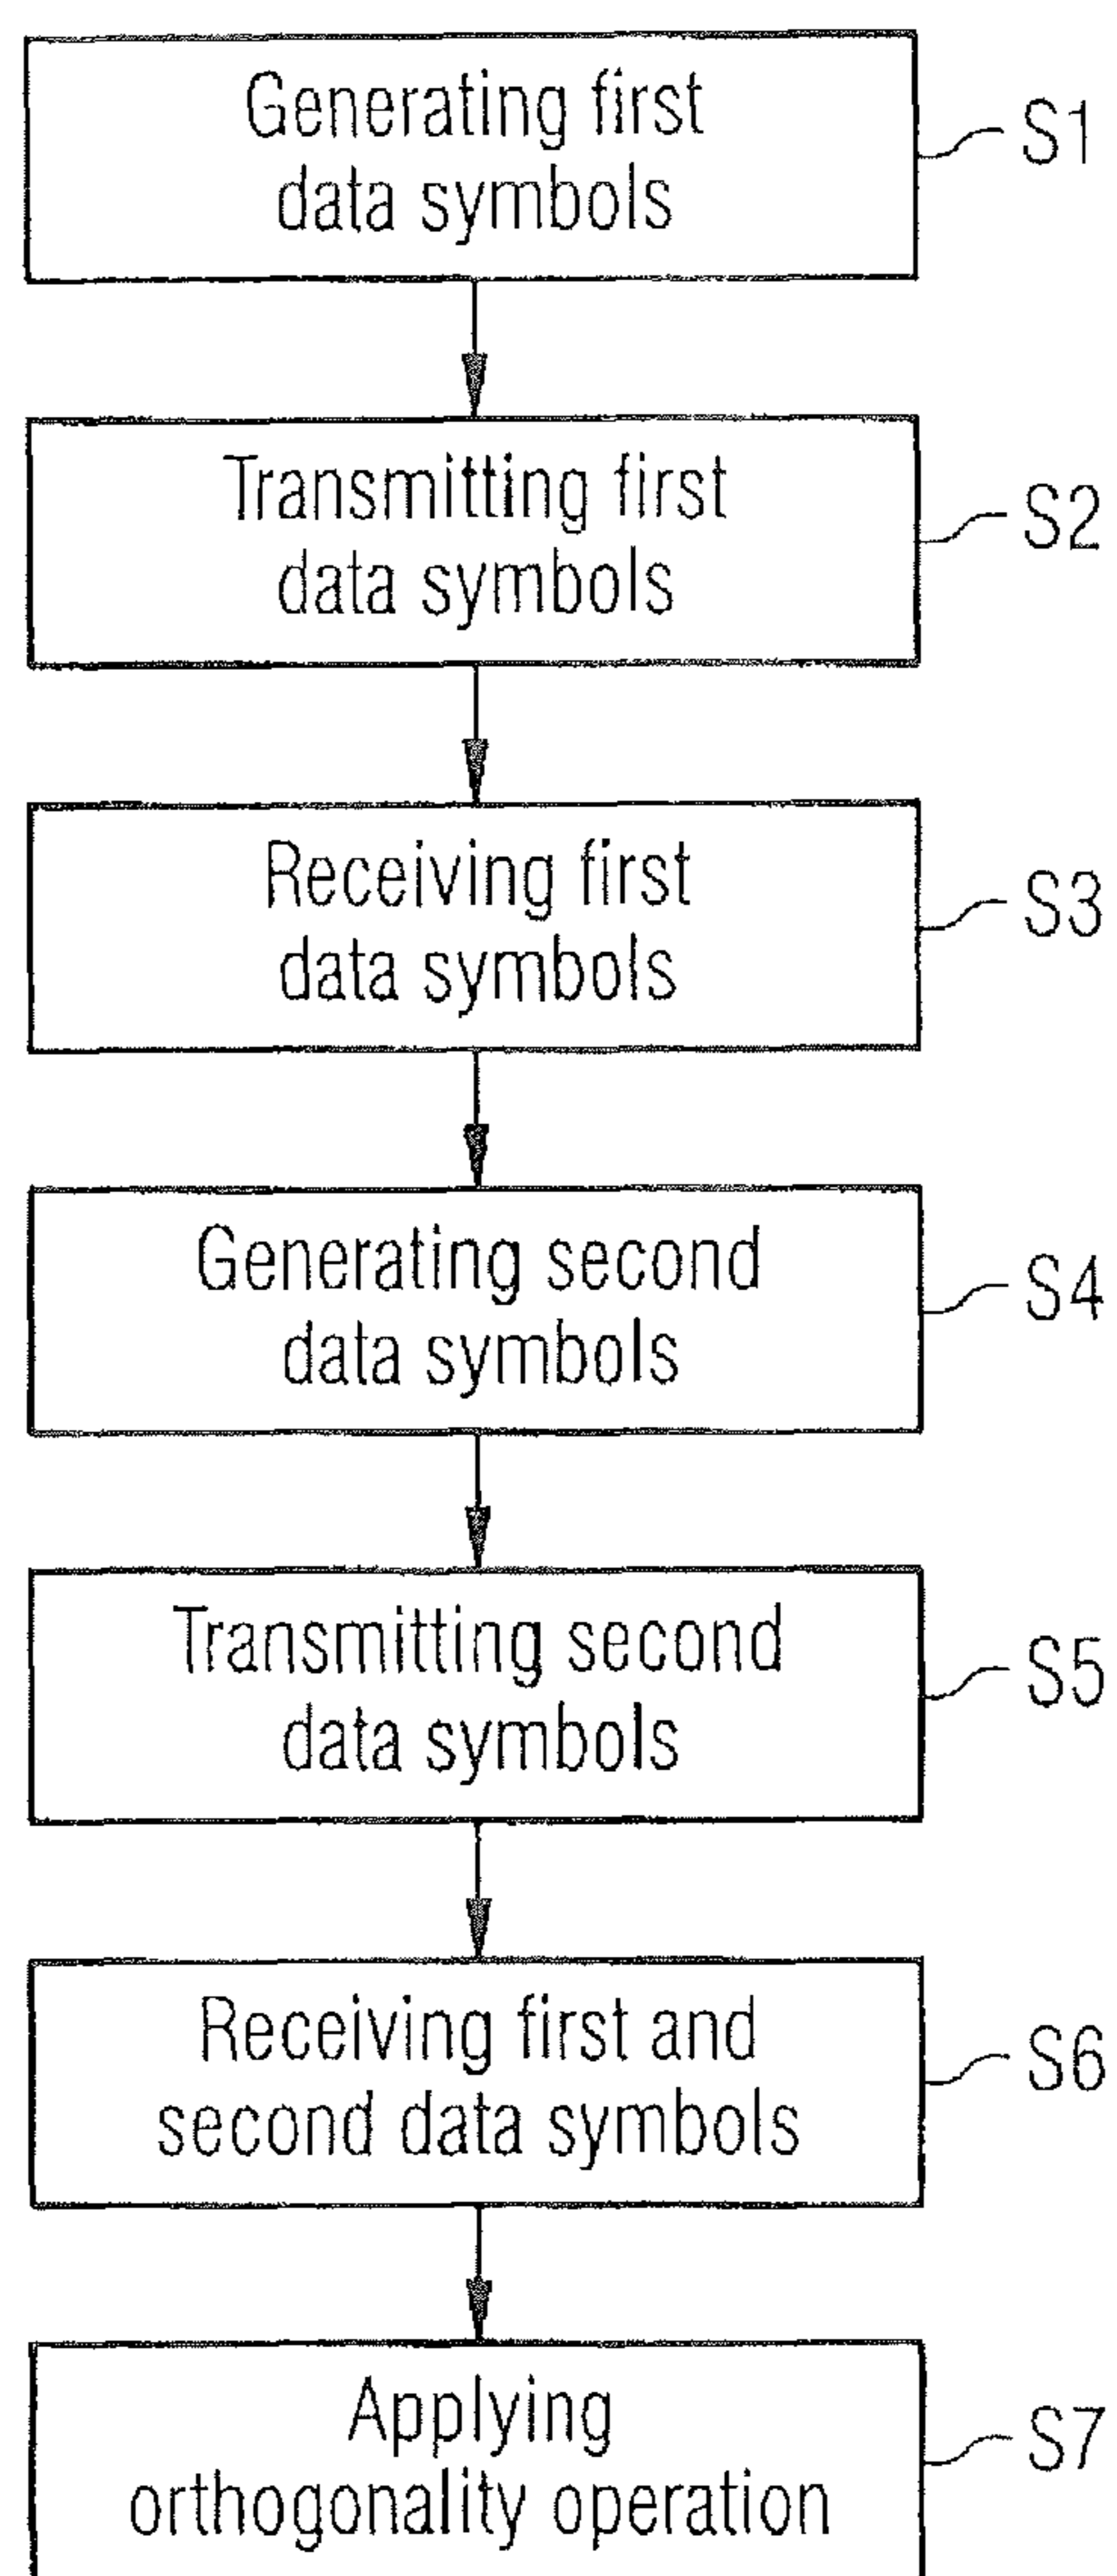 Generating first
data symbols
S1
Transmitting first
data symbols
S2
Receiving first
data symbols
S3
Generating second
data symbols
S4
Transmitting second
data symbols
S5
Receiving first and
second data symbols
S6
Applying
orthogonality operation
S7